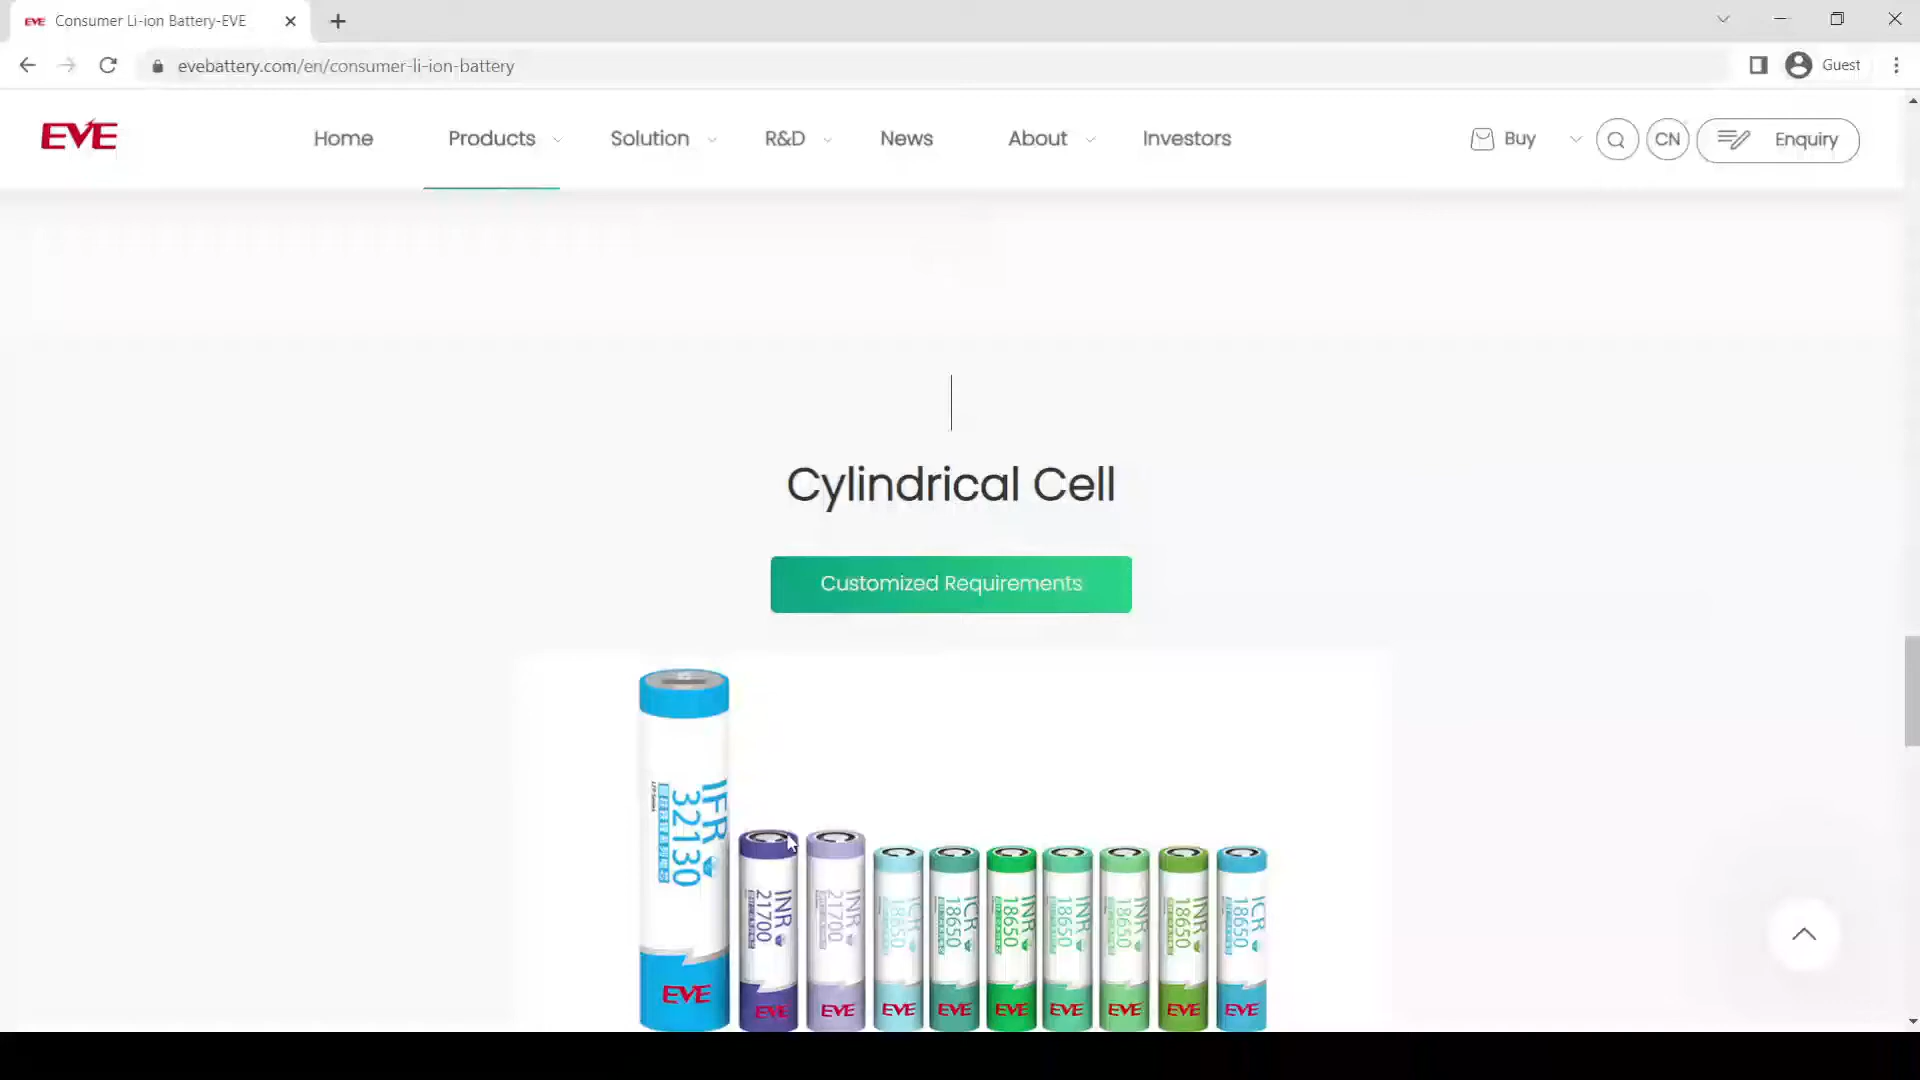 EVE Consumer Li-ion Battery-EVE
evebattery.com/en/consumer-li-ion-battery
Guest
EVE
Home
Products
Solution
R&D
News
About
Investors
Buy
CN
Enquiry
Cylindrical Cell
Customized Requirements
IFR
32130
EVE
INR
21700
EVE
INR
21700
EVE
ICR
18650
EVE
ICR
18650
EVE
INR
18650
EVE
INR
18650
EVE
INR
18650
EVE
INR
18650
EVE
ICR
18650
EVE